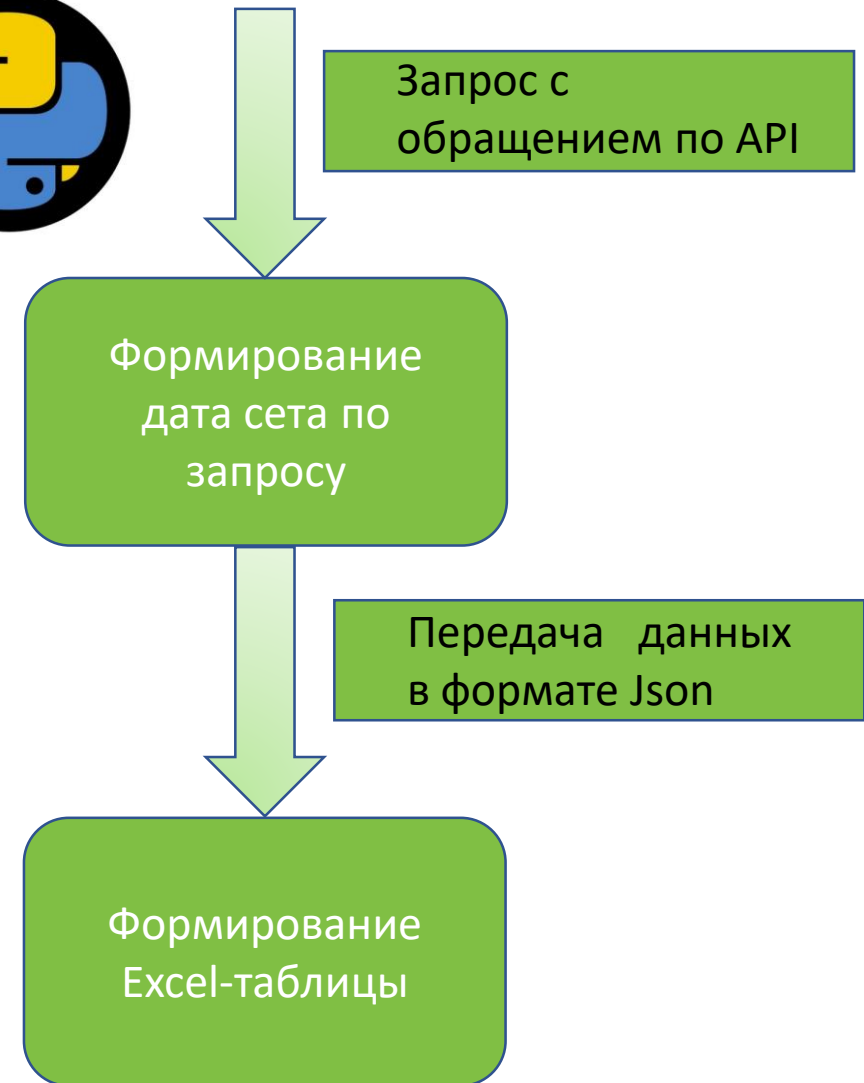 Запрос с
обращением по API
Формирование
дата сета по
запросу
Передача данных
в формате Json
Формирование
Excel-таблицы